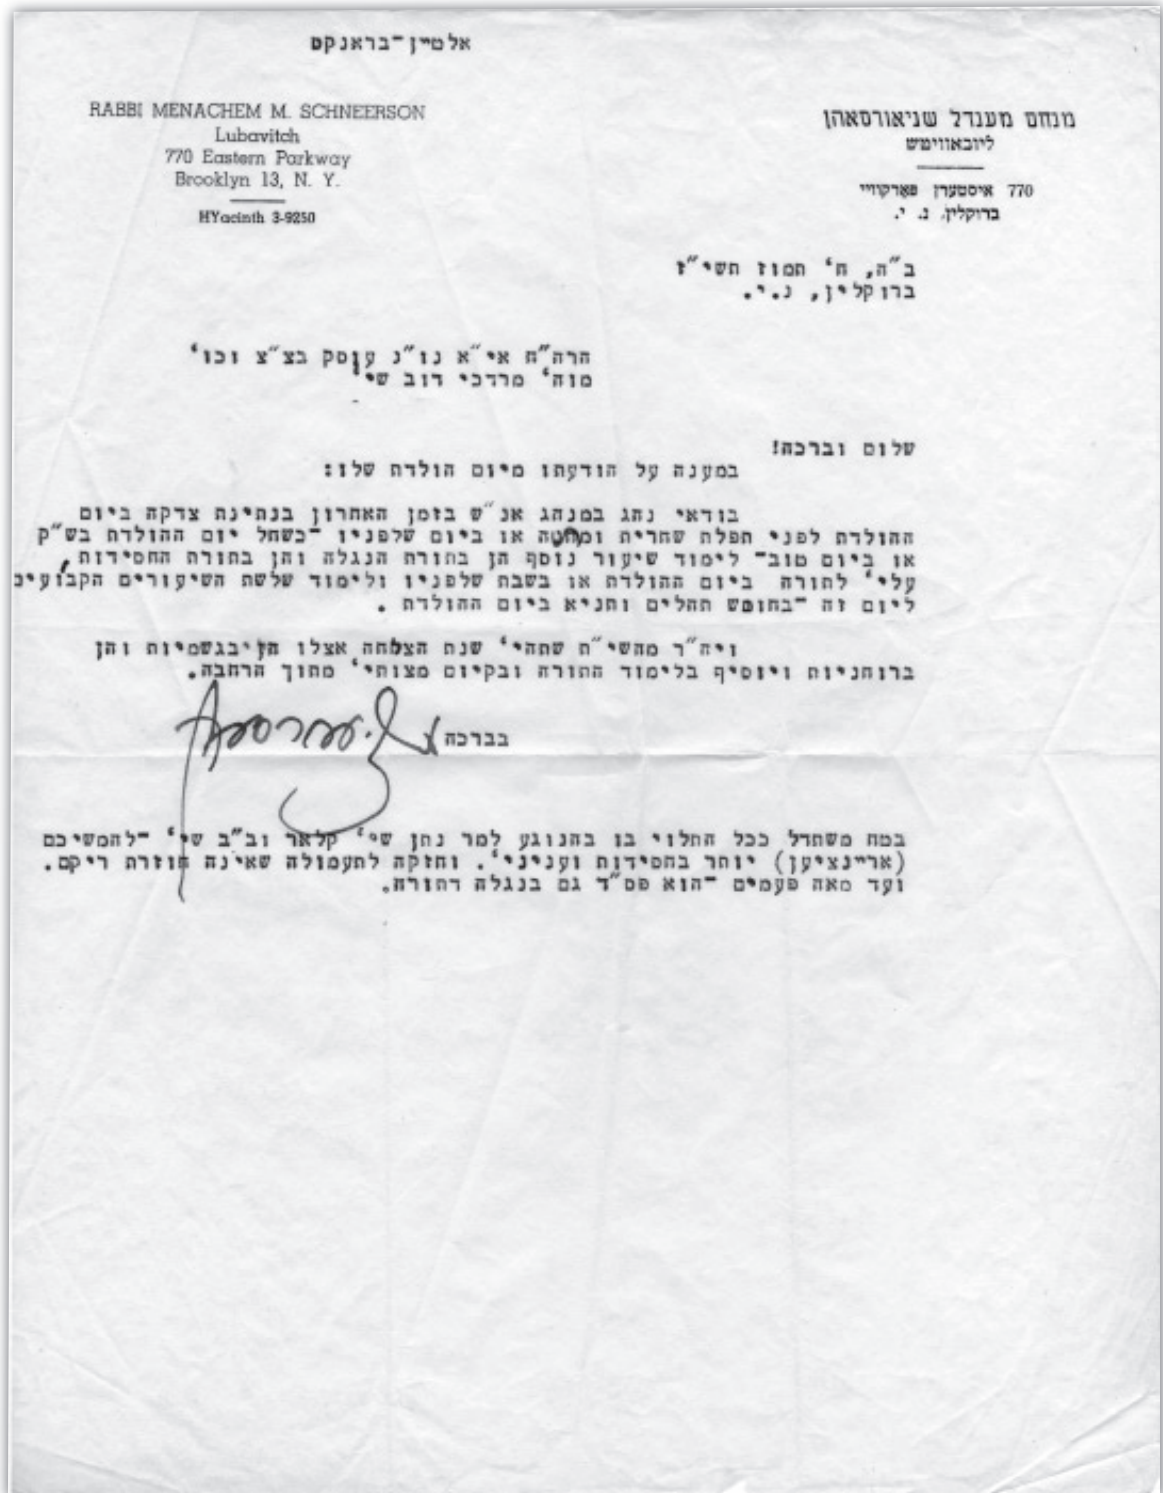 אלטיין-בראנקס
RABBI MENACHEM M. SCHNEERSON
Lubavitch
770 Eastern Parkway
Brooklyn 13, N. Y.
HYacinth 3-9250
מנחם מענדל שניאורסאהן
ליובאוויטש
770 איסטערן פארקוויי
ברוקלין, נ. י.
ב"ה, ח' תמוז תשי"ז
ברוקלין, נ.י.
הרה"ח אי"א נו"נ עוסק בצ"צ וכו'
מוה' מרדכי דוב שי'
שלום וברכה!
במענה על הודעתו מיום הולדת שלו:
בודאי נהג במנהג אנ"ש בזמן האחרון בנתינת צדקה ביום
ההולדת לפני תפלת שחרית ומנחה או ביום שלפניו -כשחל יום ההולדת בש"ק
או ביום טוב- לימוד שיעור נוסף הן בתורת הנגלה והן בתורת החסידות,
עלי' לתורה ביום ההולדת או בשבת שלפניו ולימוד שלשת השיעורים הקבועים
ליום זה -בחומש תהלים ותניא ביום ההולדת .
ויה"ר מהשי"ת שתהי' שנת הצלחה אצלו הן בגשמיות והן
ברוחניות ויוסיף בלימוד התורה ובקיום מצותי' מתוך הרחבה.
בברכה
בטח משתדל ככל התלוי בו בהנוגע למר נתן שי' קלאר וב"ב שי' -להמשיכם
(אריינציען) יותר בחסידות ועניני'. וחזקה לתעמולה שאינה חוזרת ריקם.
ועד מאה פעמים -הוא פס"ד גם בנגלה דתורה.